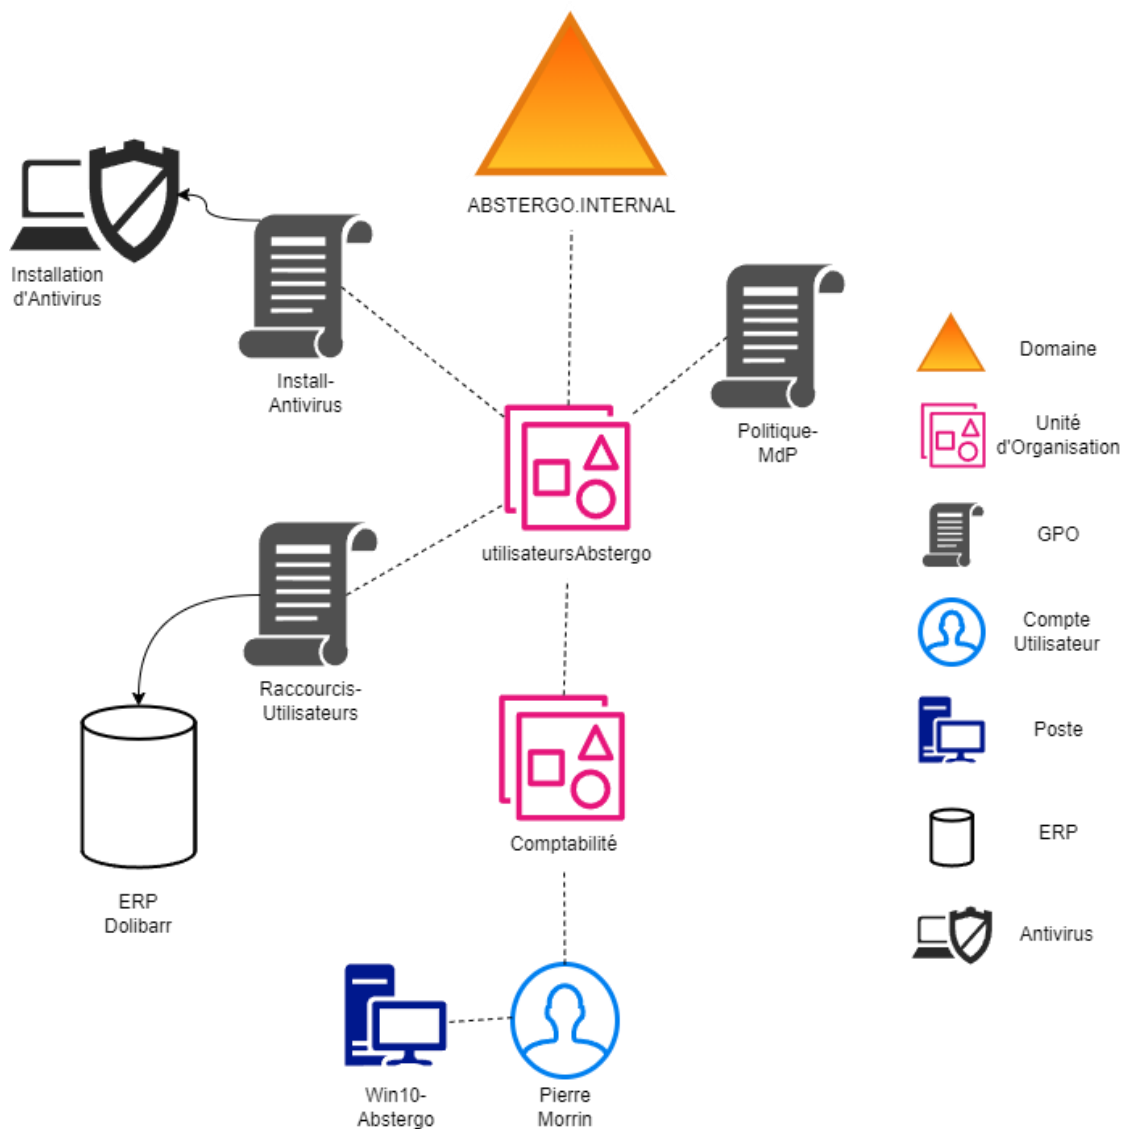 ABSTERGO.INTERNAL
Installation
d'Antivirus
Install-
Antivirus
Politique-
MdP
utilisateursAbstergo
Raccourcis-
Utilisateurs
Comptabilité
ERP
Dolibarr
Win10-
Abstergo
Pierre
Morrin
Domaine
Unité
d'Organisation
GPO
Compte
Utilisateur
Poste
ERP
Antivirus